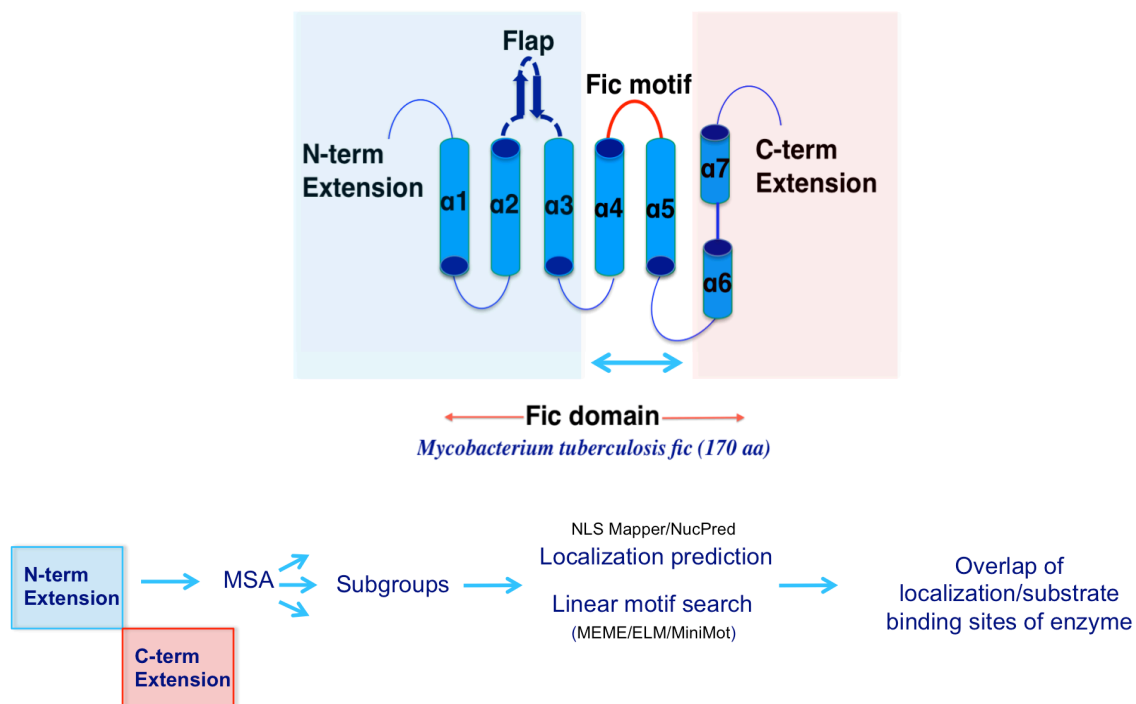 Flap
Fic motif
N-term
Extension
C-term
Extension
α1
α2
α3
α4
α5
α7
α6
Fic domain
Mycobacterium tuberculosis fic (170 aa)
N-term
Extension
C-term
Extension
MSA
Subgroups
NLS Mapper/NucPred
Localization prediction
Linear motif search
(MEME/ELM/MiniMot)
Overlap of
localization/substrate
binding sites of enzyme